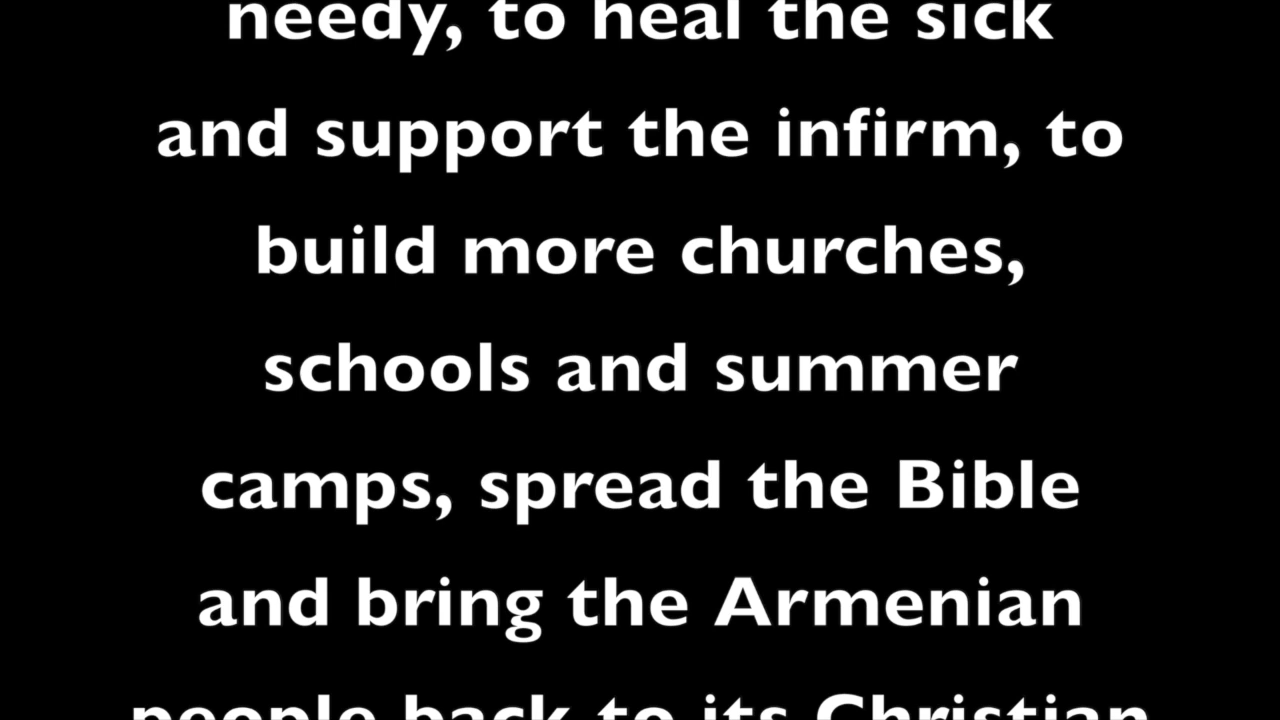 needy, to heal the sick
and support the infirm, to
build more churches,
schools and summer
camps, spread the Bible
and bring the Armenian
people back to its Christian